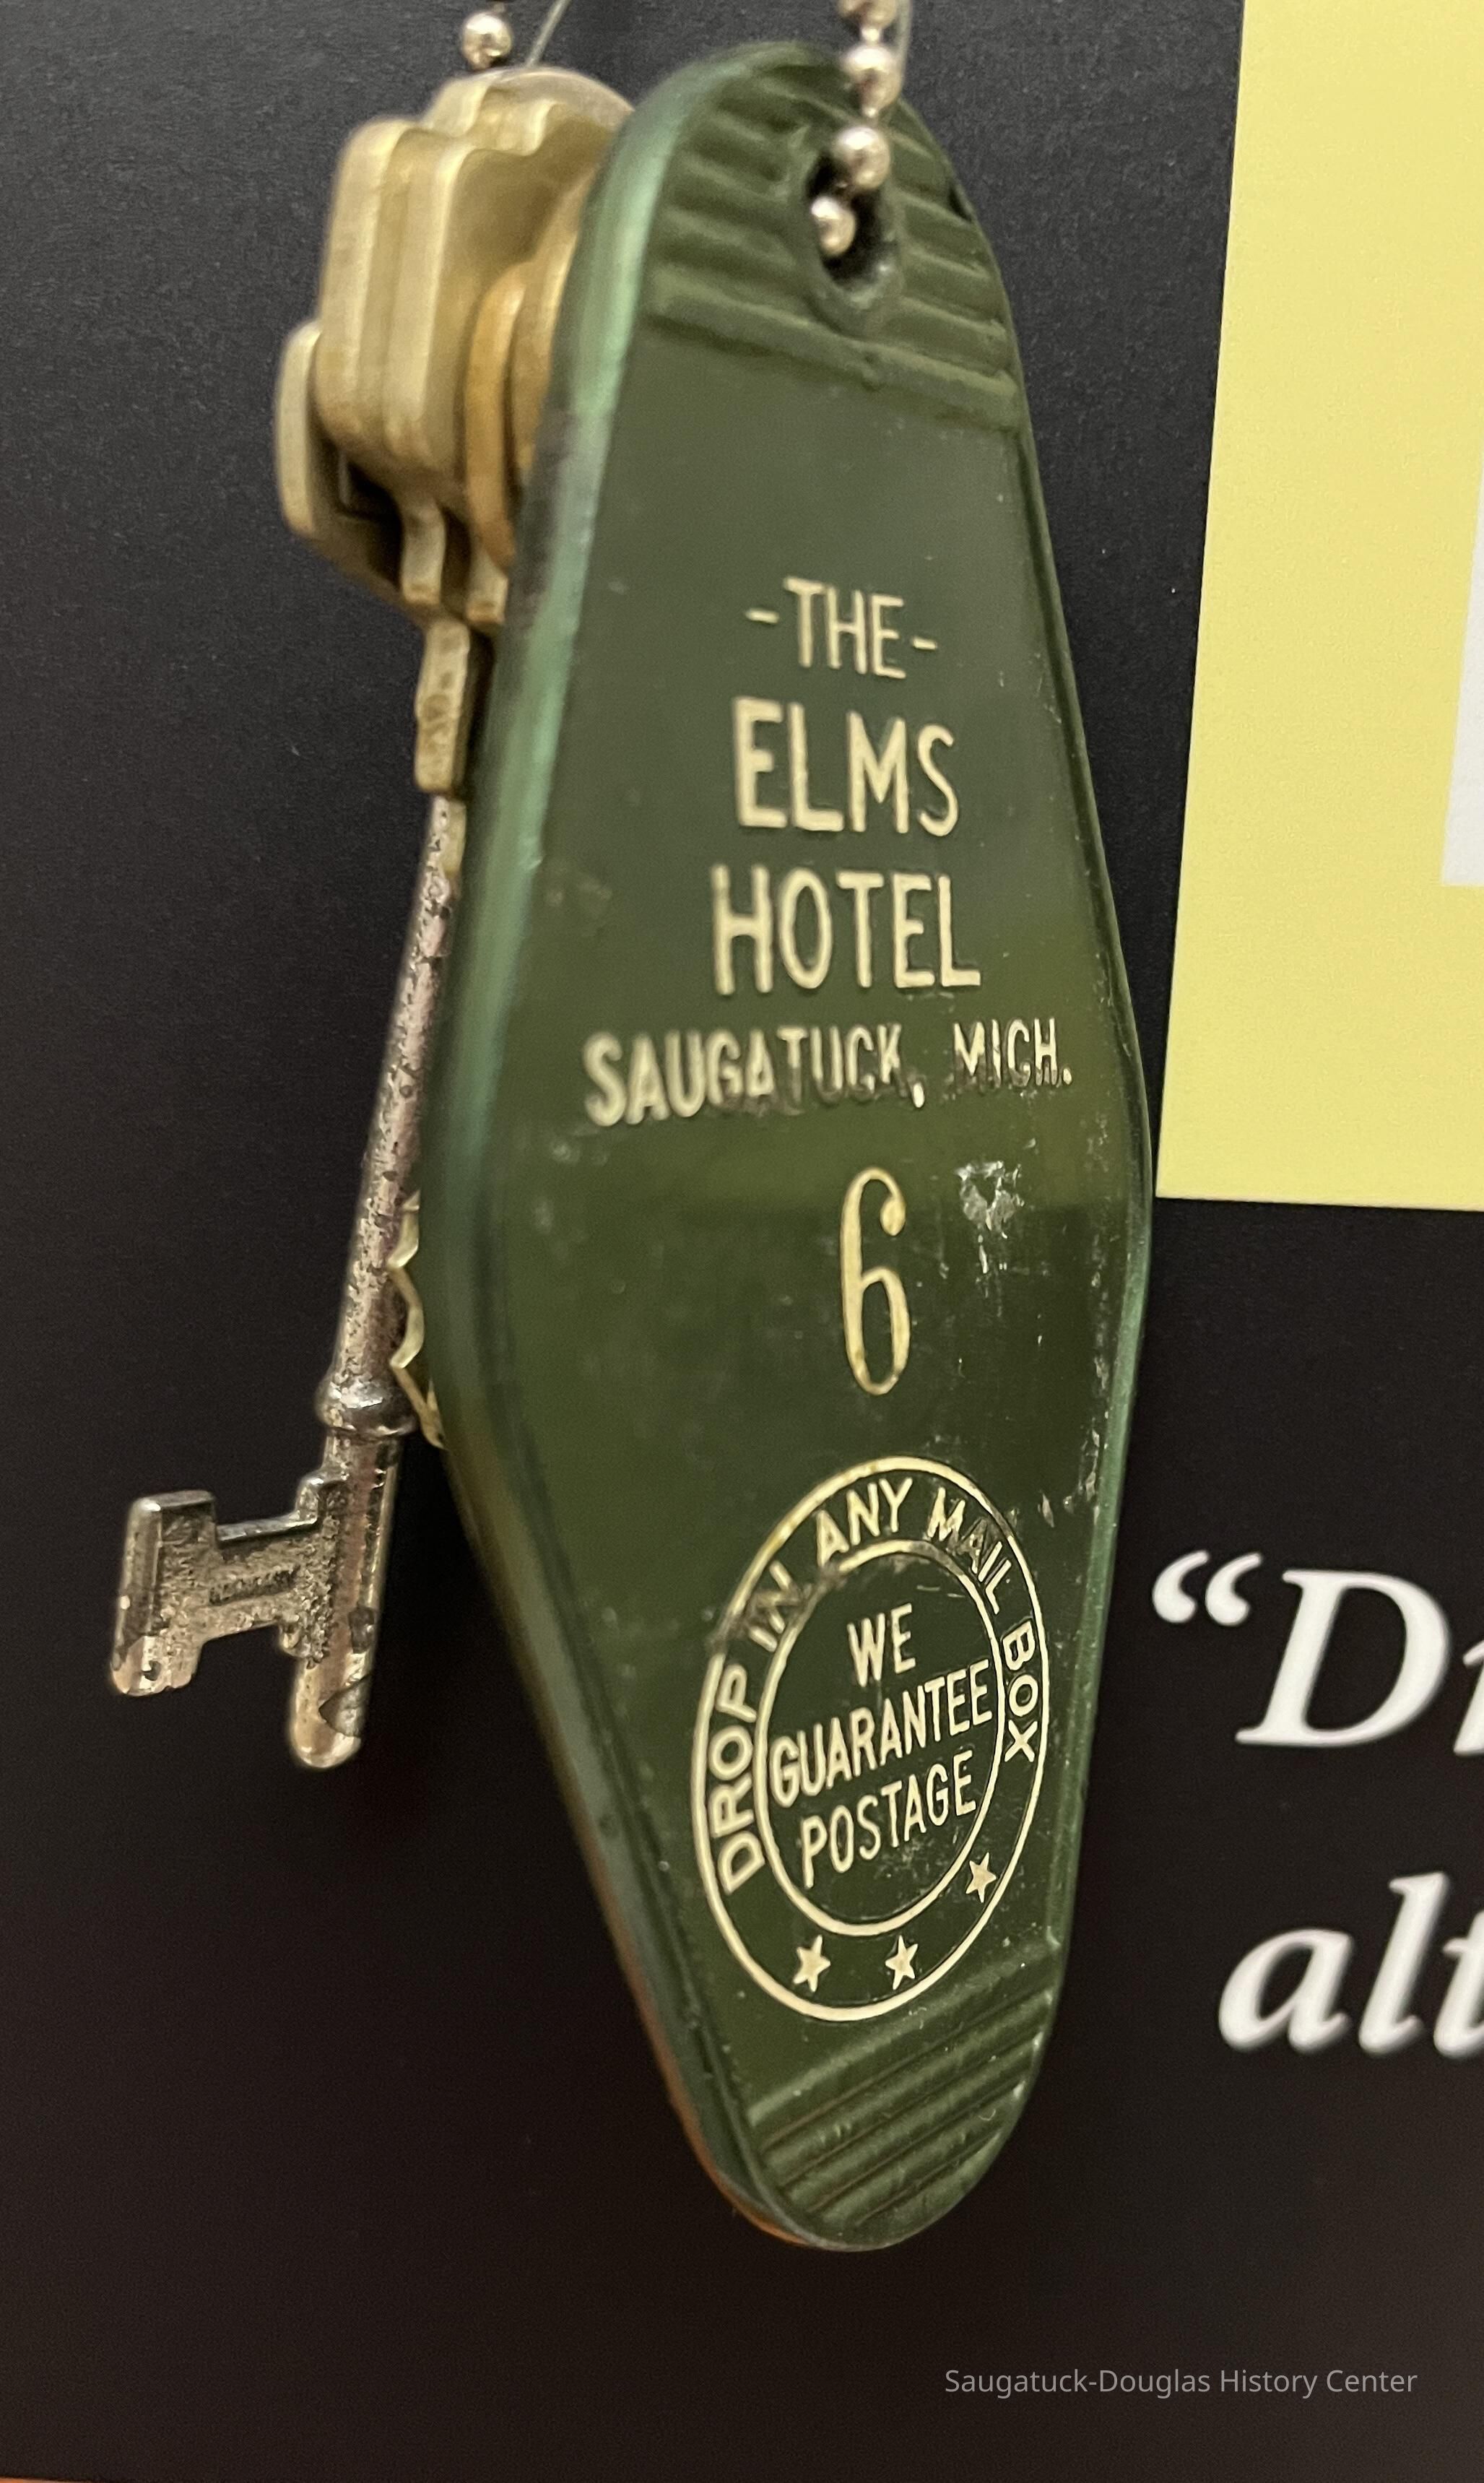 -THE-
ELMS
HOTEL
SAUGATUCK, MICH.
6
DROP IN ANY MAIL BOX
WE
GUARANTEE
POSTAGE
“D
alt
Saugatuck-Douglas History Center